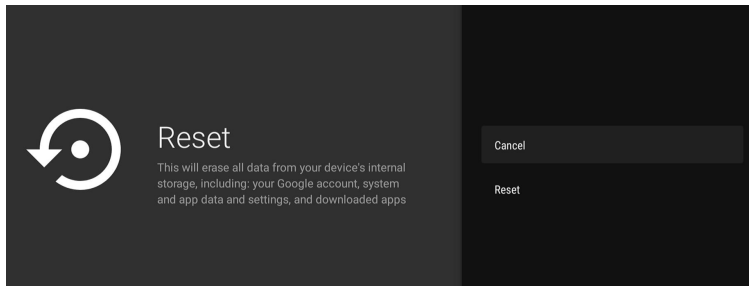 Reset
This will erase all data from your device's internal
storage, including: your Google account, system
and app data and settings, and downloaded apps
Cancel
Reset